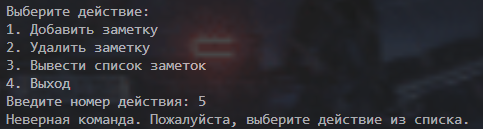 Выберите действие:
1. Добавить заметку
2. Удалить заметку
3. Вывести список заметок
4. Выход
Введите номер действия: 5
Неверная команда. Пожалуйста, выберите действие из списка.